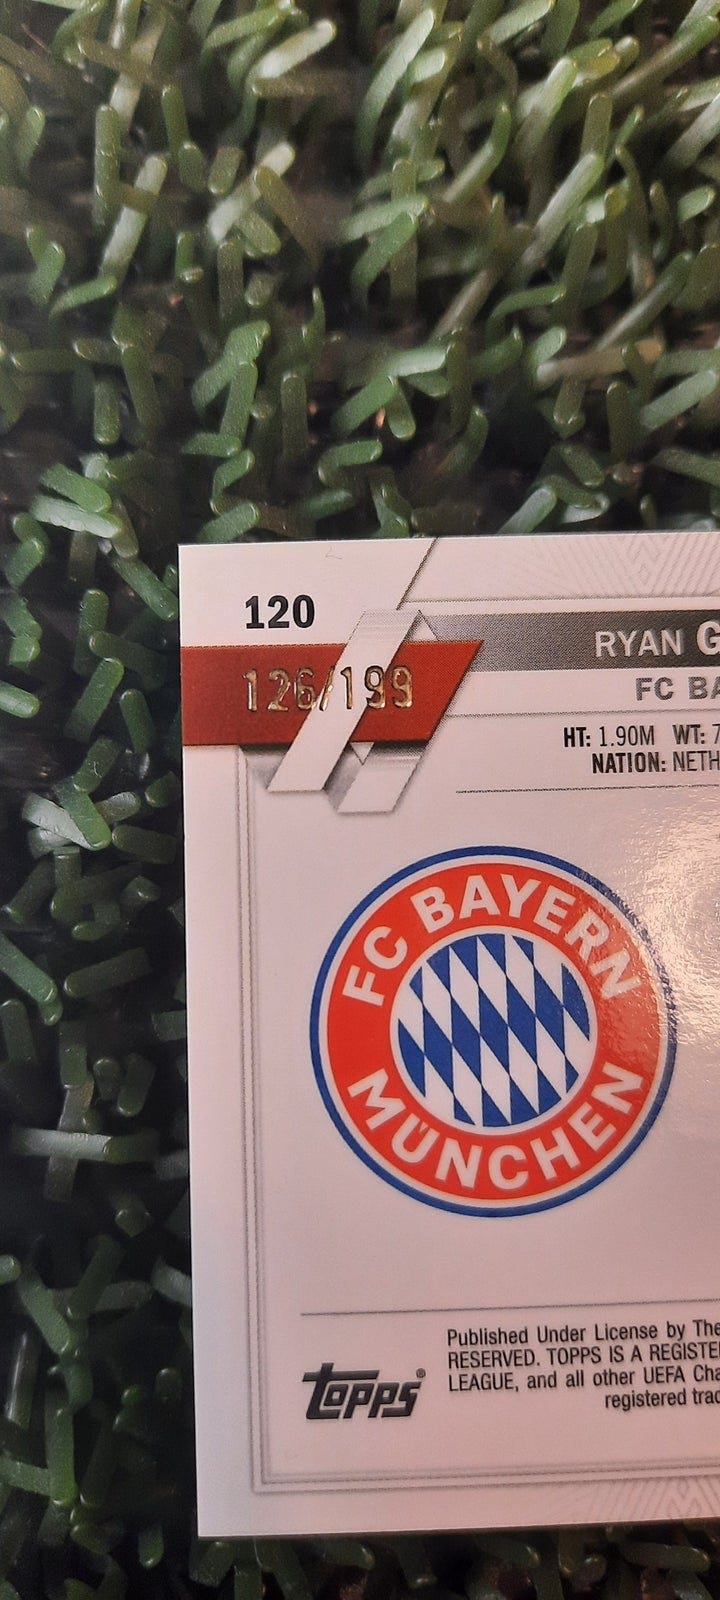 120
RYAN G
126/199
FC BA
HT: 1.90M WT: 7
NATION: NETH
FC BAYERN
MÜNCHEN
Published Under License by The
RESERVED. TOPPS IS A REGISTE
LEAGUE, and all other UEFA Cha
registered trad
topps®